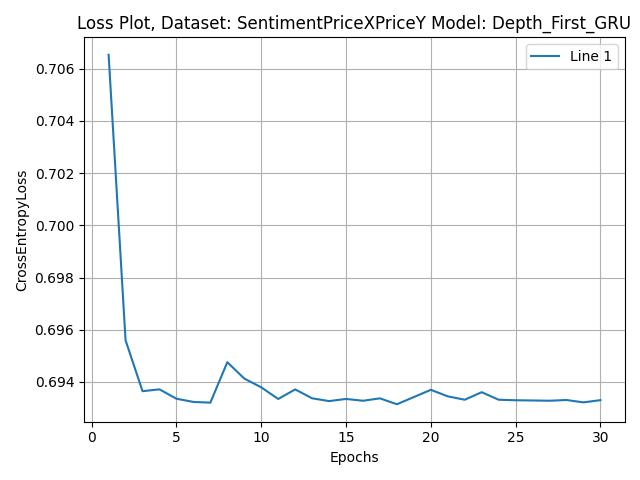 Loss Plot, Dataset: SentimentPriceXPriceY Model: Depth_First_GRU
Line 1
0.706
0.704
0.702
0.700
0.698
0.696
0.694
CrossEntropyLoss
0 5 10 15 20 25 30
Epochs